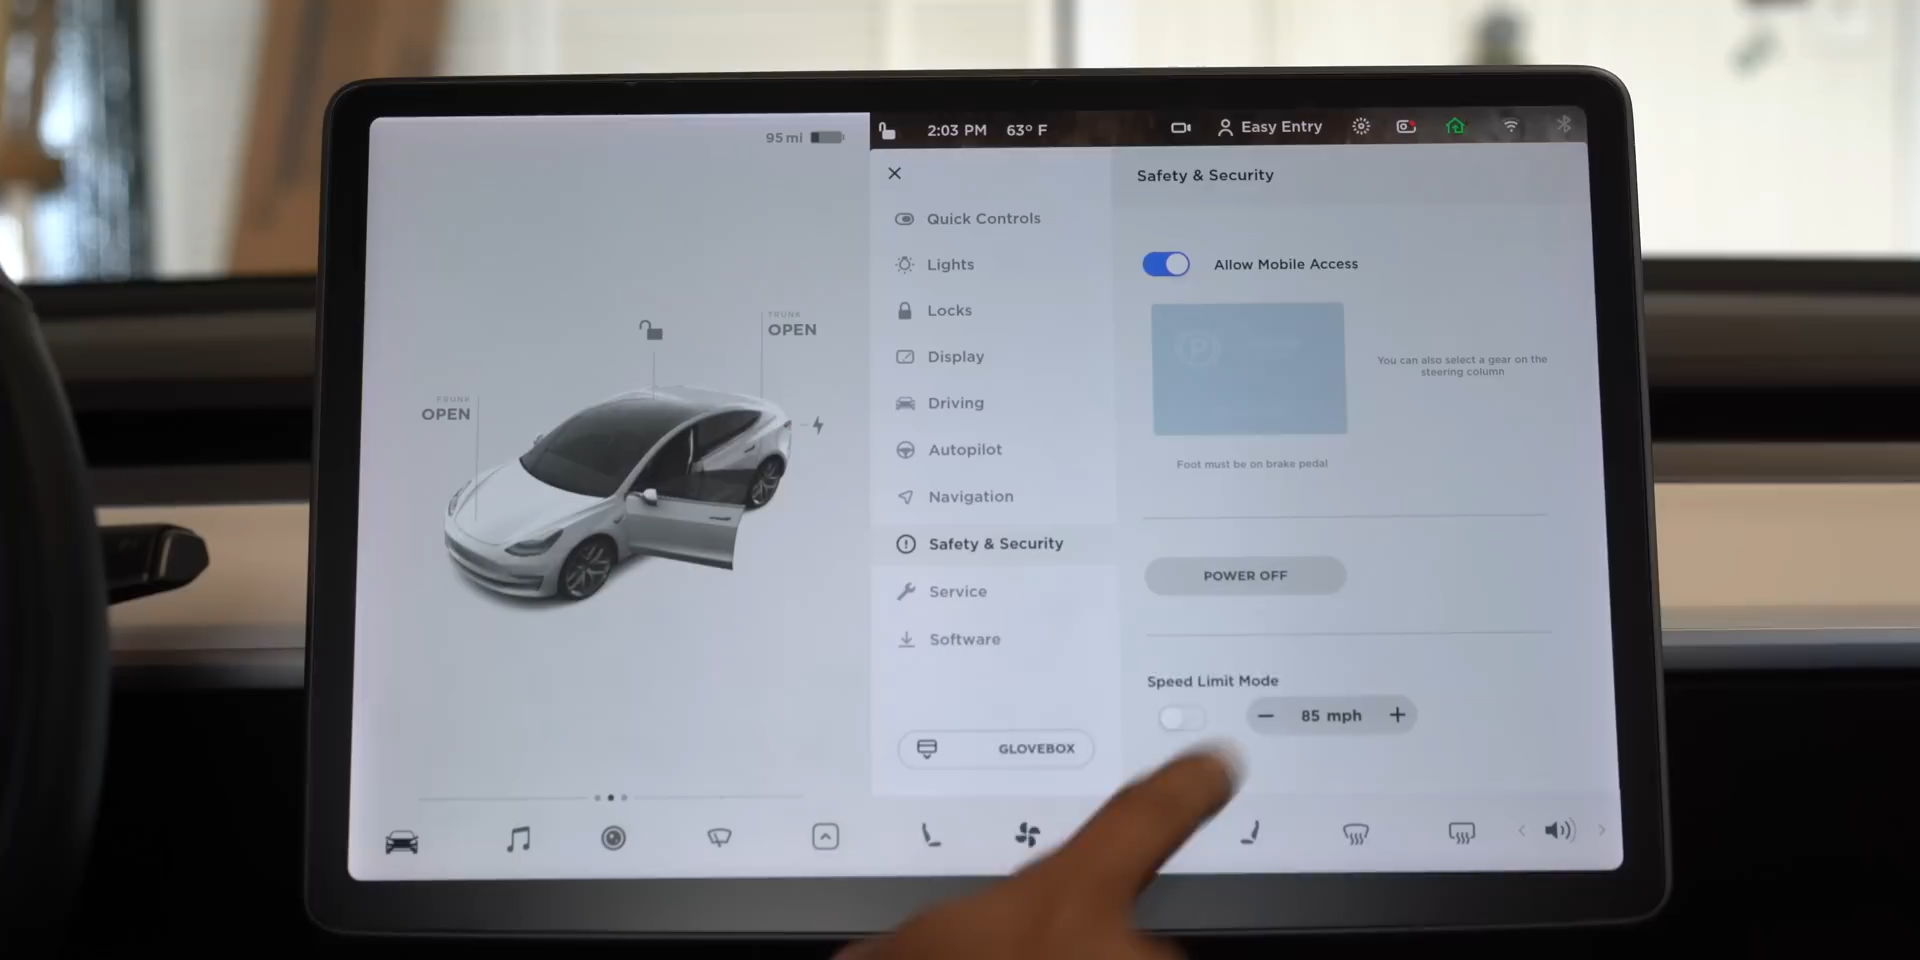 95 mi
2:03 PM 63° F
Easy Entry
TRUNK
OPEN
FRUNK
OPEN
Quick Controls
Lights
Locks
Display
Driving
Autopilot
Navigation
Safety & Security
Service
Software
GLOVEBOX
Safety & Security
Allow Mobile Access
P
You can also select a gear on the
steering column
Foot must be on brake pedal
POWER OFF
Speed Limit Mode
85 mph